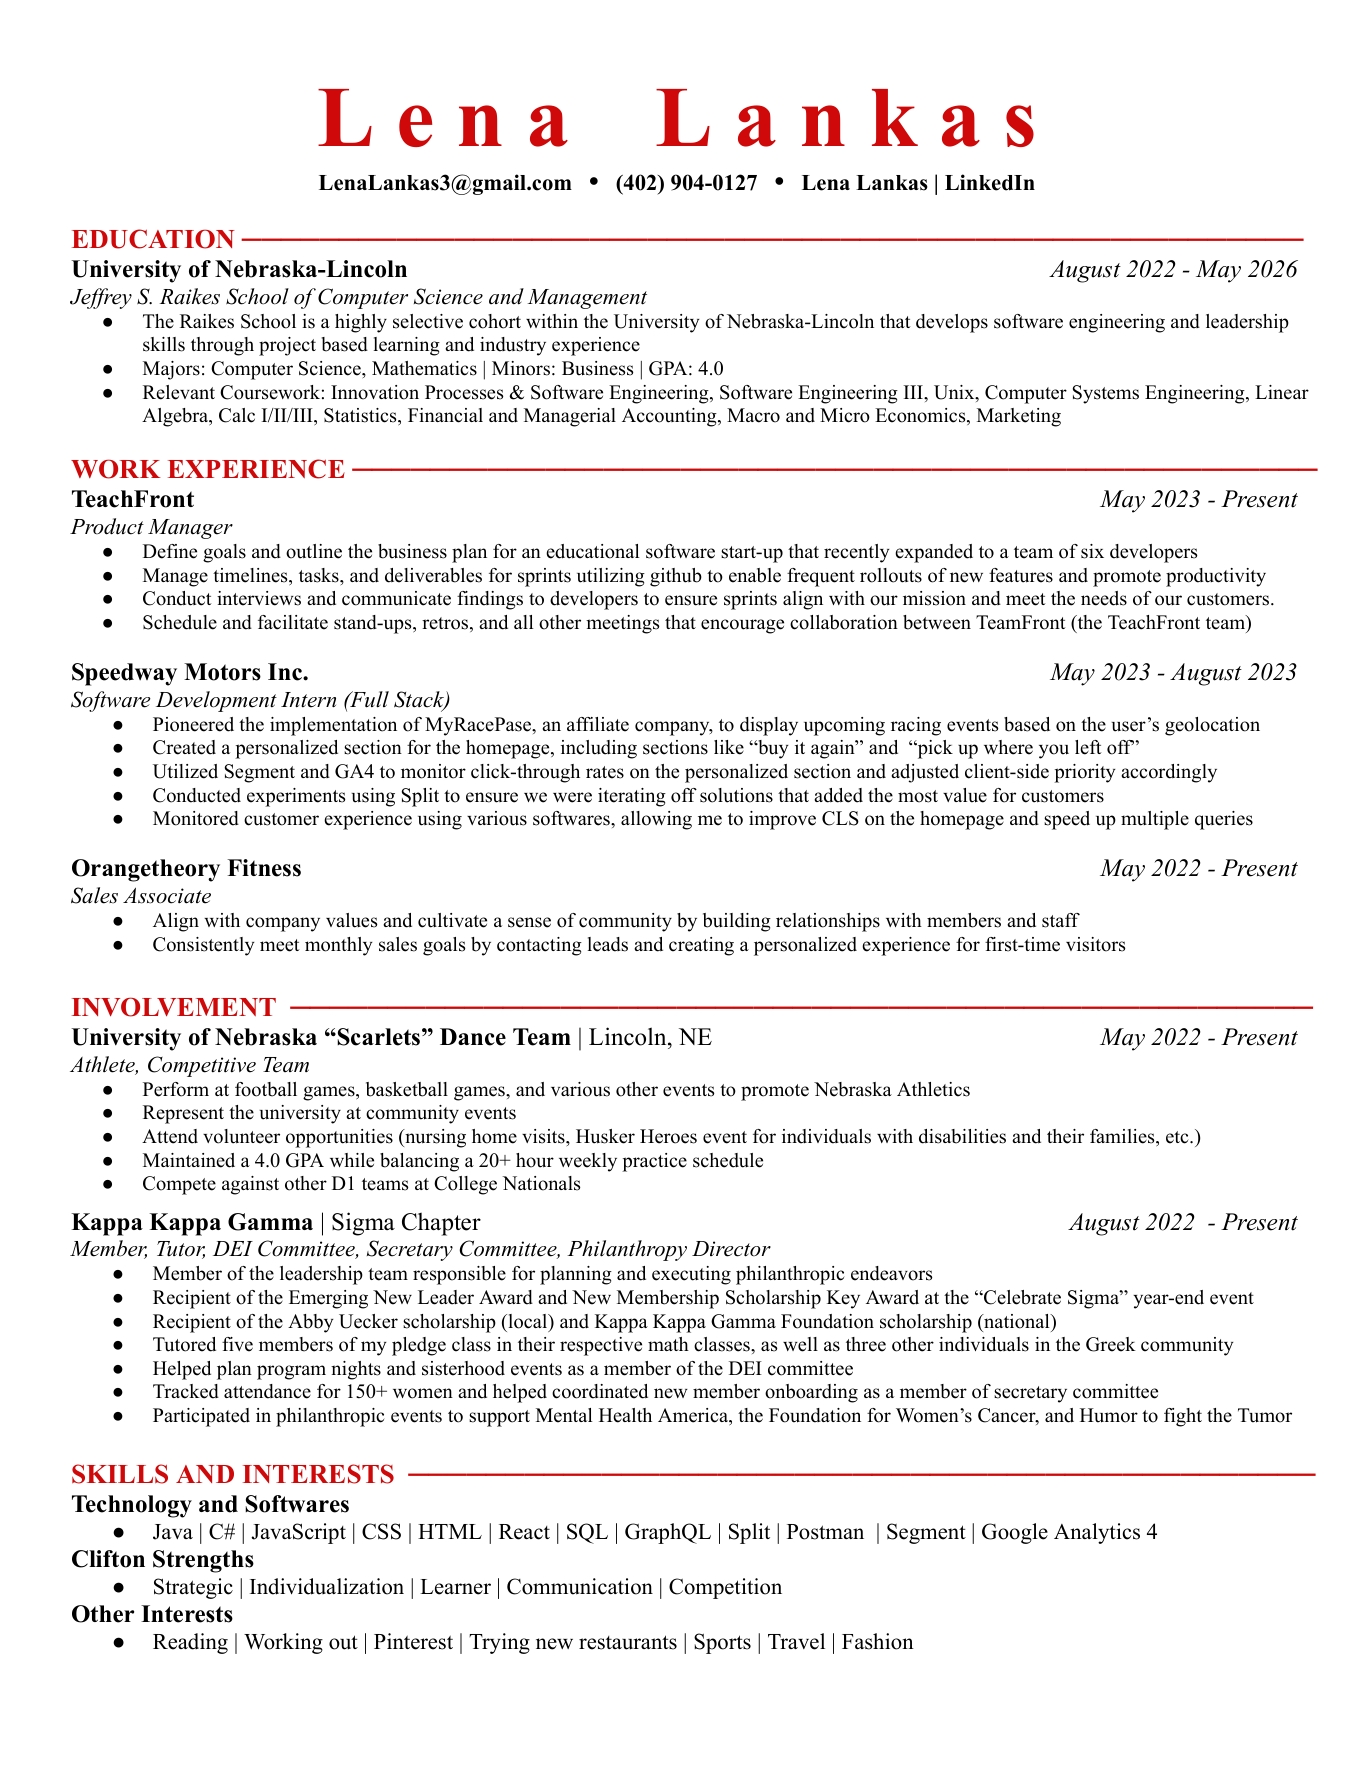 Lena Lankas
LenaLankas3@gmail.com • (402) 904-0127 • Lena Lankas | LinkedIn
EDUCATION
University of Nebraska-Lincoln August 2022 - May 2026
Jeffrey S. Raikes School of Computer Science and Management
● The Raikes School is a highly selective cohort within the University of Nebraska-Lincoln that develops software engineering and leadership
skills through project based learning and industry experience
● Majors: Computer Science, Mathematics | Minors: Business | GPA: 4.0
● Relevant Coursework: Innovation Processes & Software Engineering, Software Engineering III, Unix, Computer Systems Engineering, Linear
Algebra, Calc I/II/III, Statistics, Financial and Managerial Accounting, Macro and Micro Economics, Marketing
WORK EXPERIENCE
TeachFront May 2023 - Present
Product Manager
● Define goals and outline the business plan for an educational software start-up that recently expanded to a team of six developers
● Manage timelines, tasks, and deliverables for sprints utilizing github to enable frequent rollouts of new features and promote productivity
● Conduct interviews and communicate findings to developers to ensure sprints align with our mission and meet the needs of our customers.
● Schedule and facilitate stand-ups, retros, and all other meetings that encourage collaboration between TeamFront (the TeachFront team)
Speedway Motors Inc. May 2023 - August 2023
Software Development Intern (Full Stack)
● Pioneered the implementation of MyRacePase, an affiliate company, to display upcoming racing events based on the user’s geolocation
● Created a personalized section for the homepage, including sections like “buy it again” and “pick up where you left off”
● Utilized Segment and GA4 to monitor click-through rates on the personalized section and adjusted client-side priority accordingly
● Conducted experiments using Split to ensure we were iterating off solutions that added the most value for customers
● Monitored customer experience using various softwares, allowing me to improve CLS on the homepage and speed up multiple queries
Orangetheory Fitness May 2022 - Present
Sales Associate
● Align with company values and cultivate a sense of community by building relationships with members and staff
● Consistently meet monthly sales goals by contacting leads and creating a personalized experience for first-time visitors
INVOLVEMENT
University of Nebraska “Scarlets” Dance Team | Lincoln, NE May 2022 - Present
Athlete, Competitive Team
● Perform at football games, basketball games, and various other events to promote Nebraska Athletics
● Represent the university at community events
● Attend volunteer opportunities (nursing home visits, Husker Heroes event for individuals with disabilities and their families, etc.)
● Maintained a 4.0 GPA while balancing a 20+ hour weekly practice schedule
● Compete against other D1 teams at College Nationals
Kappa Kappa Gamma | Sigma Chapter August 2022 - Present
Member, Tutor, DEI Committee, Secretary Committee, Philanthropy Director
● Member of the leadership team responsible for planning and executing philanthropic endeavors
● Recipient of the Emerging New Leader Award and New Membership Scholarship Key Award at the “Celebrate Sigma” year-end event
● Recipient of the Abby Uecker scholarship (local) and Kappa Kappa Gamma Foundation scholarship (national)
● Tutored five members of my pledge class in their respective math classes, as well as three other individuals in the Greek community
● Helped plan program nights and sisterhood events as a member of the DEI committee
● Tracked attendance for 150+ women and helped coordinated new member onboarding as a member of secretary committee
● Participated in philanthropic events to support Mental Health America, the Foundation for Women’s Cancer, and Humor to fight the Tumor
SKILLS AND INTERESTS
Technology and Softwares
● Java | C# | JavaScript | CSS | HTML | React | SQL | GraphQL | Split | Postman | Segment | Google Analytics 4
Clifton Strengths
● Strategic | Individualization | Learner | Communication | Competition
Other Interests
● Reading | Working out | Pinterest | Trying new restaurants | Sports | Travel | Fashion